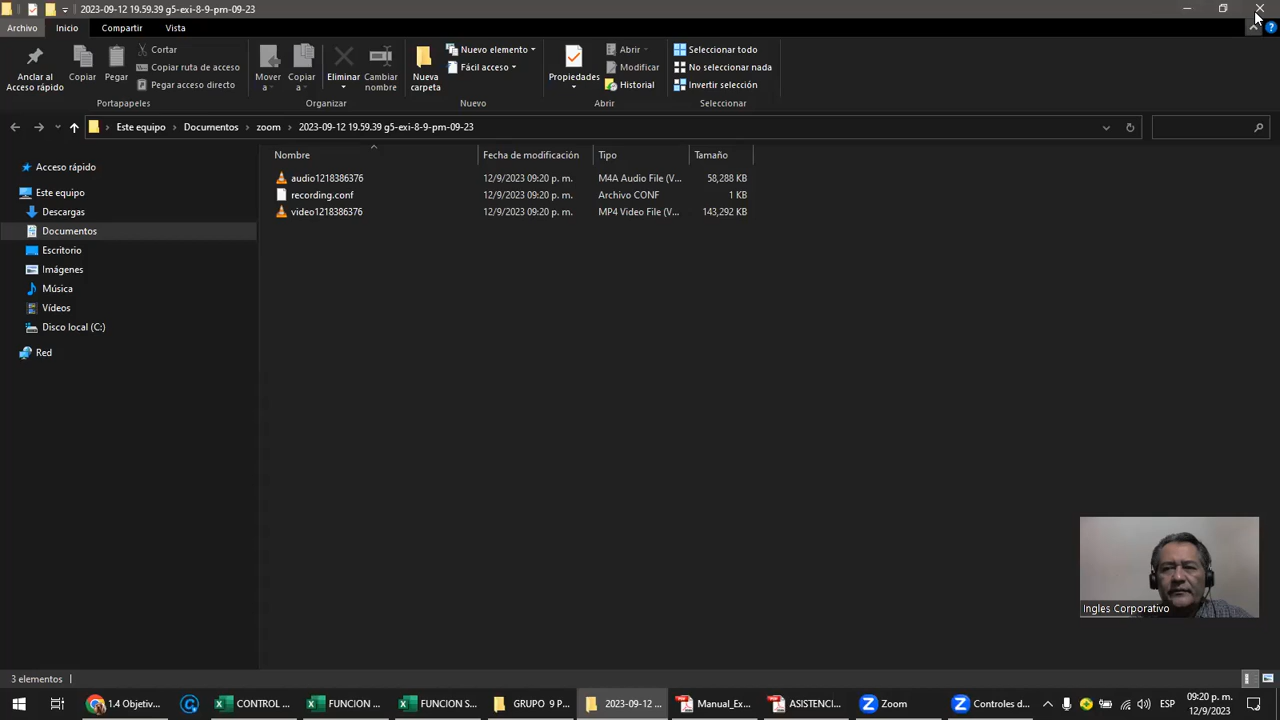 2023-09-12 19.59.39 g5-exi-8-9-pm-09-23
Archivo Inicio Compartir Vista
Anclar al Acceso rápido
Copiar
Pegar
Cortar
Copiar ruta de acceso
Pegar acceso directo
Portapapeles
Mover a
Copiar a
Eliminar
Cambiar nombre
Organizar
Nueva carpeta
Nuevo elemento
Fácil acceso
Nuevo
Propiedades
Abrir
Modificar
Historial
Abrir
Seleccionar todo
No seleccionar nada
Invertir selección
Seleccionar
Este equipo Documentos zoom 2023-09-12 19.59.39 g5-exi-8-9-pm-09-23
Acceso rápido
Este equipo
Descargas
Documentos
Escritorio
Imágenes
Música
Vídeos
Disco local (C:)
Red
Nombre Fecha de modificación Tipo Tamaño
audio1218386376 12/9/2023 09:20 p. m. M4A Audio File (V... 58,288 KB
recording.conf 12/9/2023 09:20 p. m. Archivo CONF 1 KB
video1218386376 12/9/2023 09:20 p. m. MP4 Video File (V... 143,292 KB
Ingles Corporativo
3 elementos
1.4 Objetiv... CONTROL ... FUNCION ... FUNCION S... GRUPO 9 P... 2023-09-12 ... Manual_Ex... ASISTENCI... Zoom Controles d... ESP 09:20 p. m.
12/9/2023